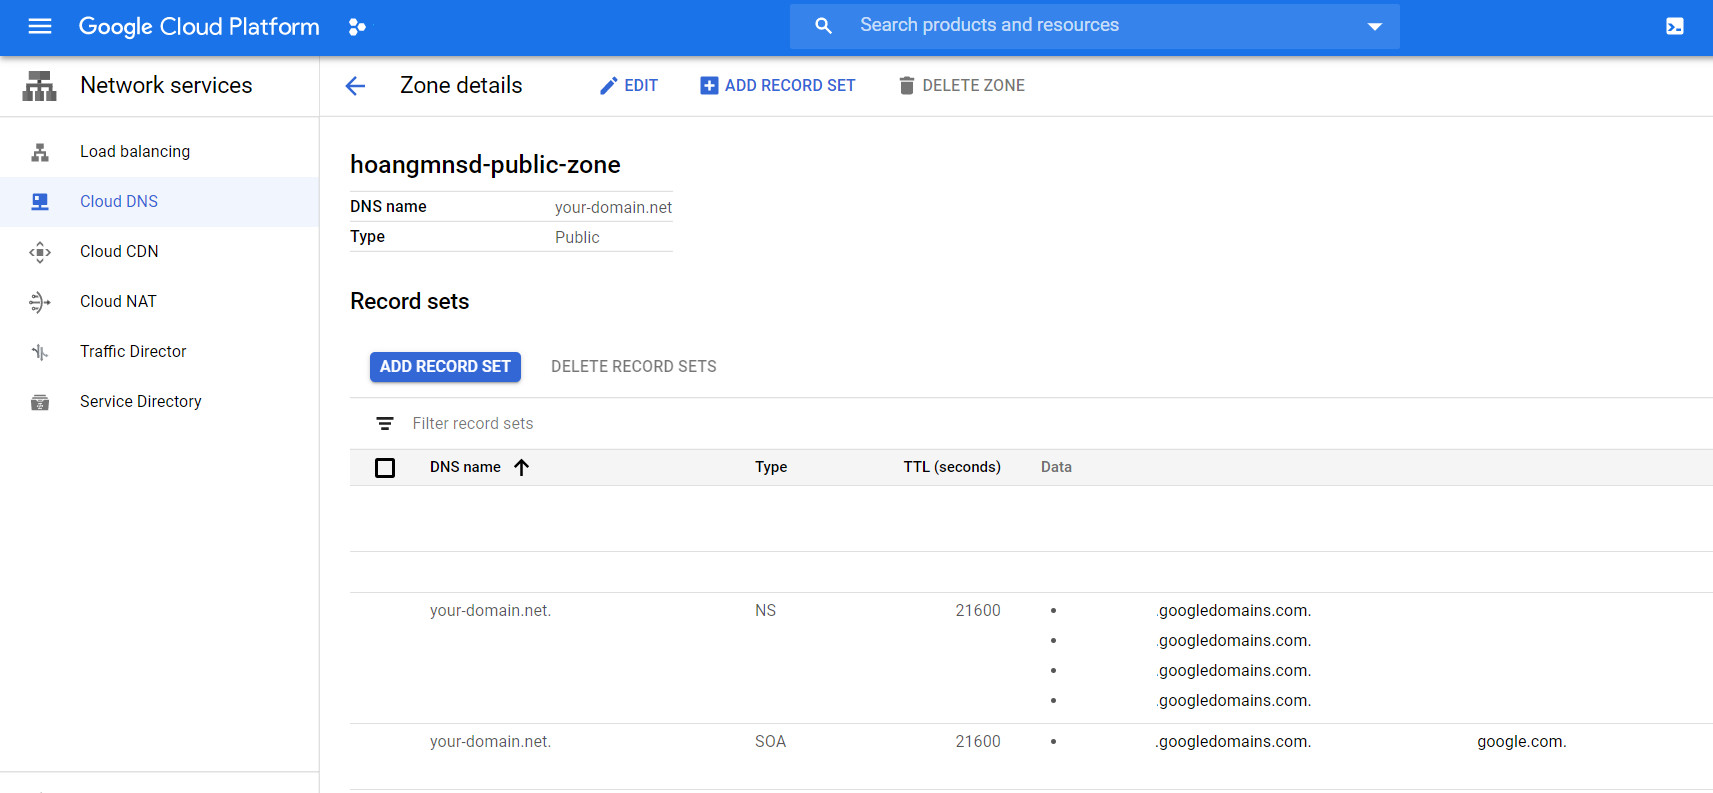 Google Cloud Platform
Search products and resources
Network services
Zone details
EDIT
ADD RECORD SET
DELETE ZONE
Load balancing
Cloud DNS
Cloud CDN
Cloud NAT
Traffic Director
Service Directory
hoangmnsd-public-zone
DNS name your-domain.net
Type Public
Record sets
ADD RECORD SET DELETE RECORD SETS
Filter record sets
DNS name Type TTL (seconds) Data
your-domain.net. NS 21600 • .googledomains.com.
• .googledomains.com.
• .googledomains.com.
• .googledomains.com.
your-domain.net. SOA 21600 • .googledomains.com. google.com.